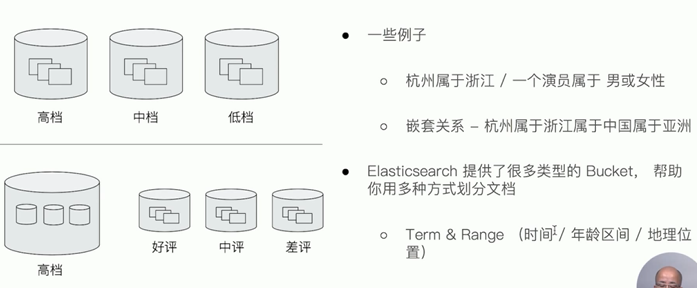 高档
中档
低档
高档
好评
中评
差评
一些例子
杭州属于浙江 / 一个演员属于 男或女性
嵌套关系 – 杭州属于浙江属于中国属于亚洲
Elasticsearch 提供了很多类型的 Bucket， 帮助
你用多种方式划分文档
Term & Range （时间 / 年龄区间 / 地理位
置）